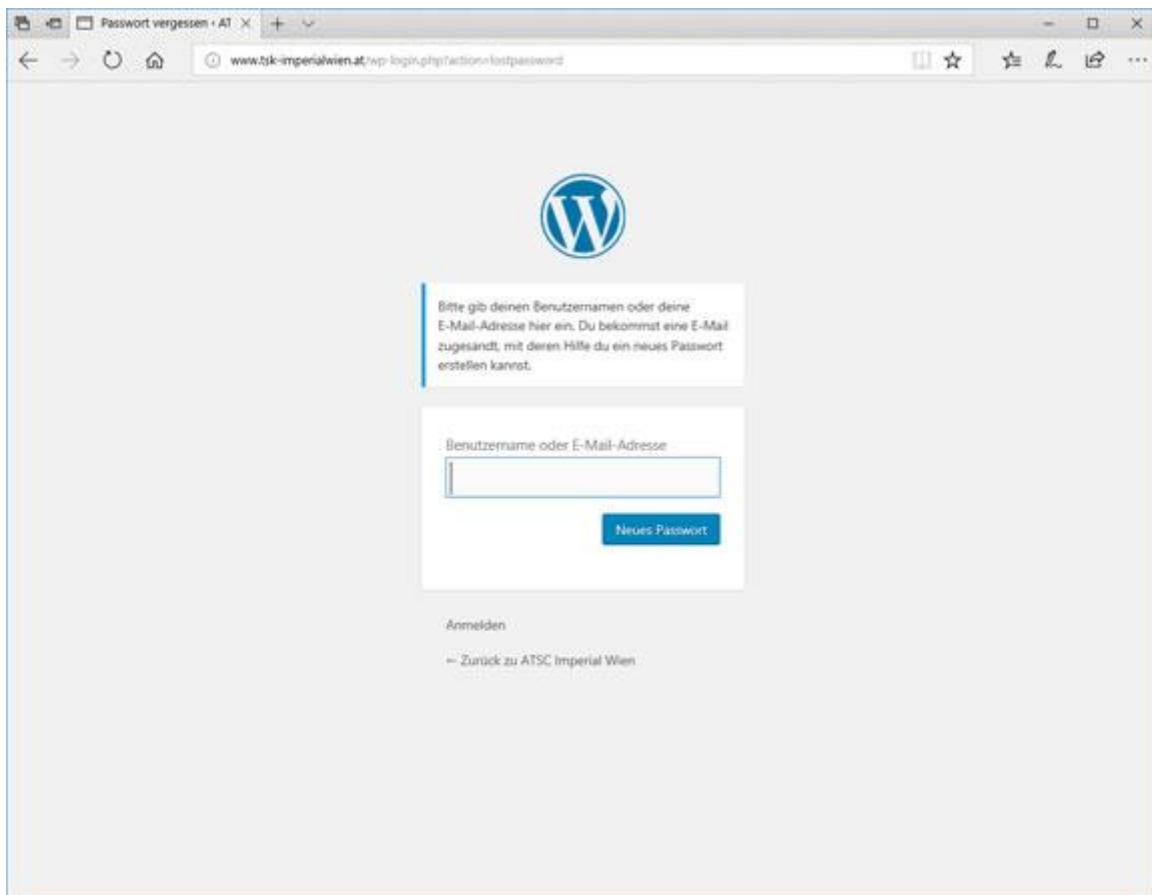 Passwort vergessen ‹ AT
www.tsk-imperialwien.at/wp-login.php?action=lostpassword
Bitte gib deinen Benutzernamen oder deine
E-Mail-Adresse hier ein. Du bekommst eine E-Mail
zugesandt, mit deren Hilfe du ein neues Passwort
erstellen kannst.
Benutzername oder E-Mail-Adresse
Neues Passwort
Anmelden
← Zurück zu ATSC Imperial Wien